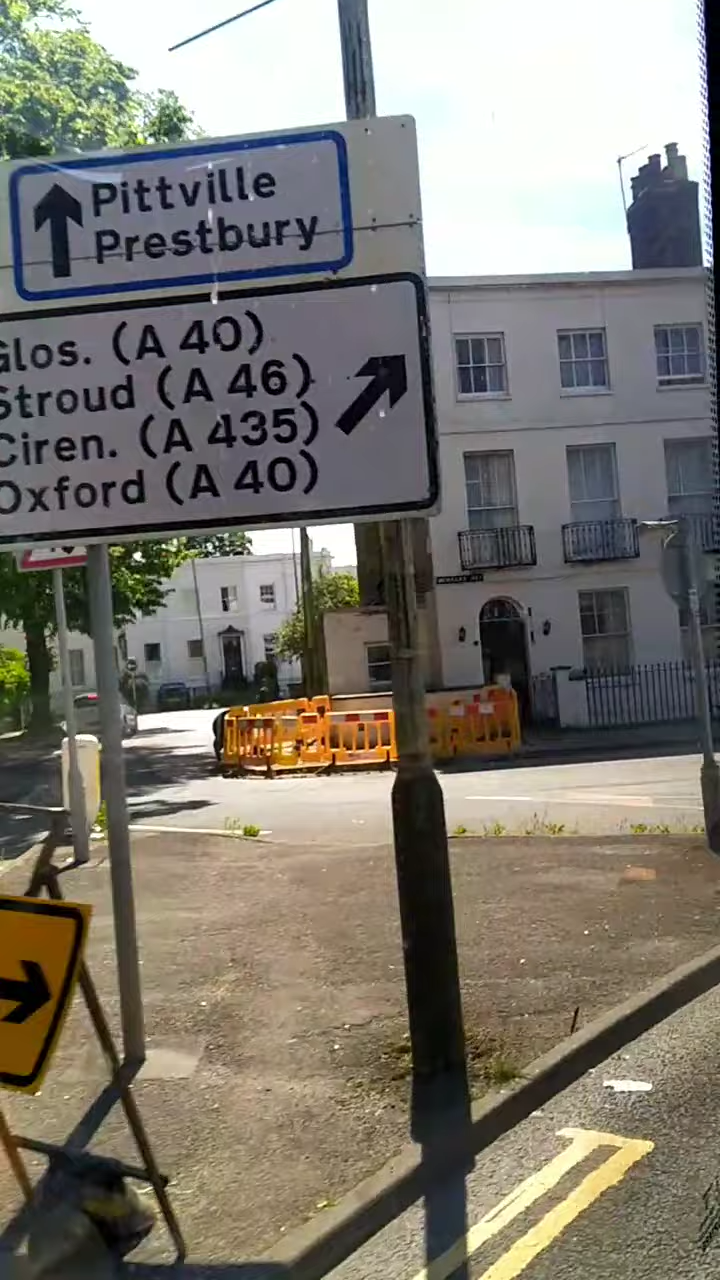 Pittville
Prestbury
Glos. (A 40)
Stroud (A 46)
Ciren. (A 435)
Oxford (A 40)